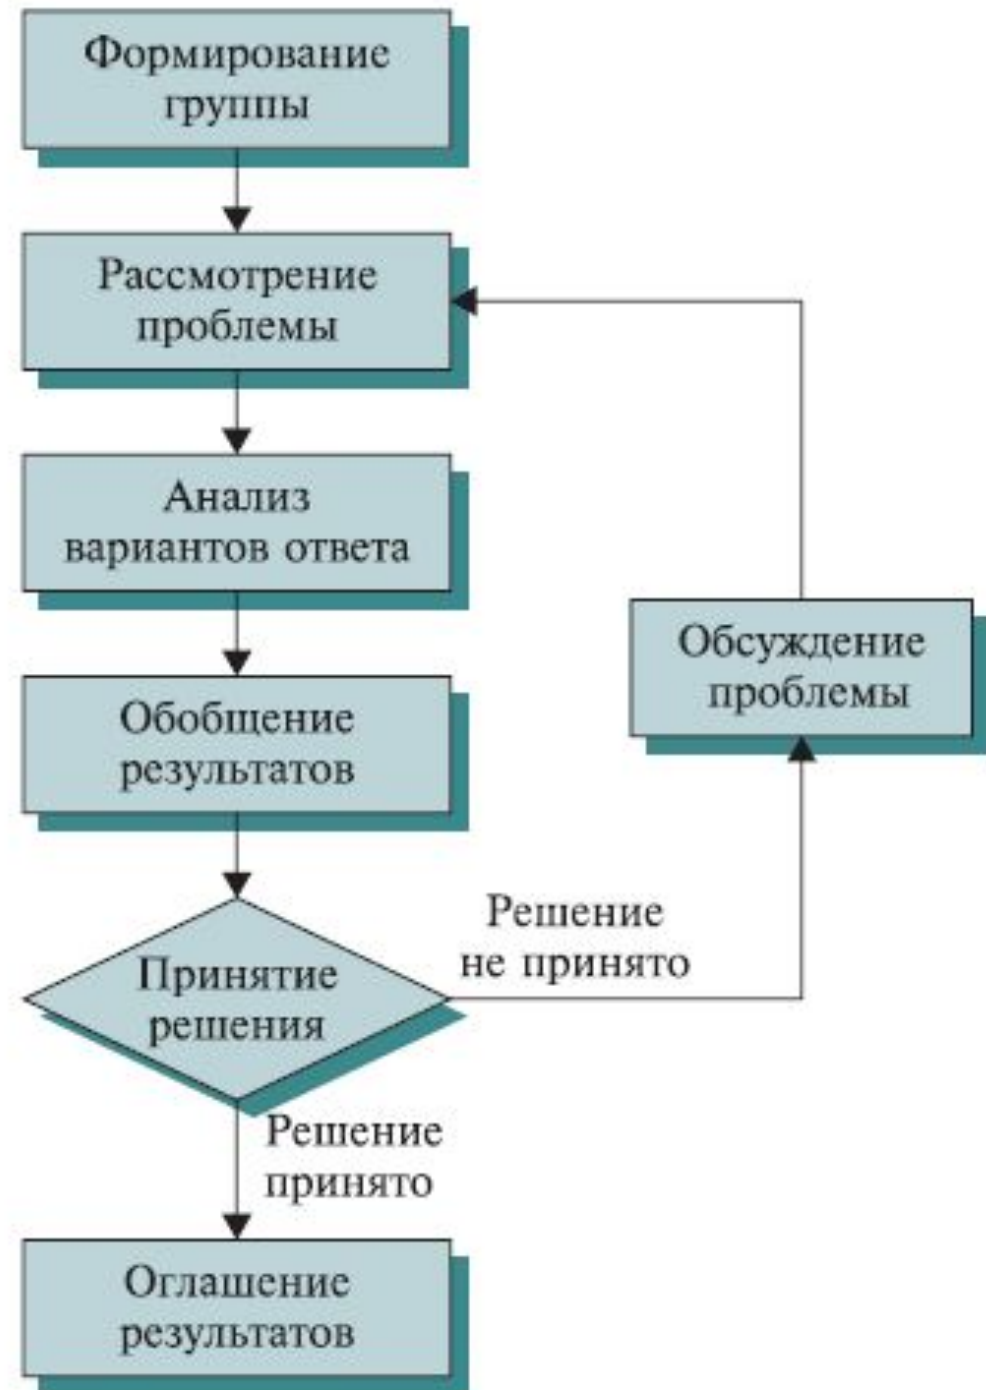 Формирование
группы
Рассмотрение
проблемы
Анализ
вариантов ответа
Обобщение
результатов
Обсуждение
проблемы
Принятие
решения
Решение
не принято
Решение
принято
Оглашение
результатов